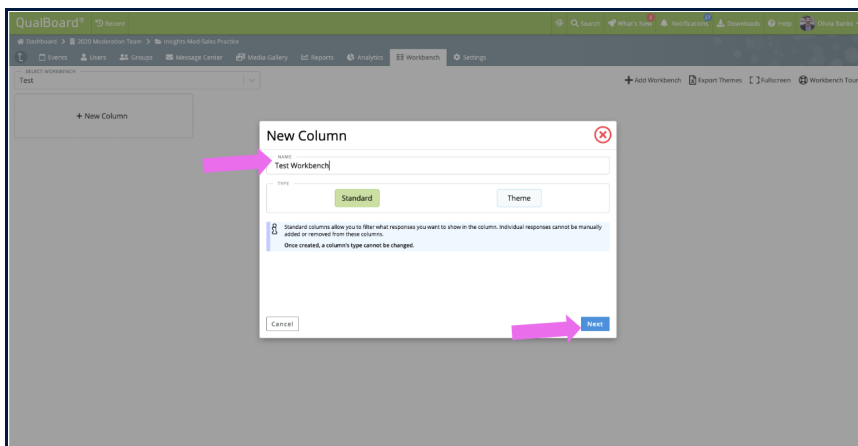 QualBoard® Recent Search What's New Notifications Downloads Help Olivia Banks
Dashboard > 2020 Moderation Team > Insights Med-Sales Practice
Events Users Groups Message Center Media Gallery Reports Analytics Workbench Settings
SELECT WORKBENCH
Test
Add Workbench Export Themes Fullscreen Workbench Tour
+ New Column
New Column
NAME
Test Workbench
TYPE
Standard Theme
Standard columns allow you to filter what responses you want to show in the column. Individual responses cannot be manually
added or removed from these columns.
Once created, a column's type cannot be changed.
Cancel Next